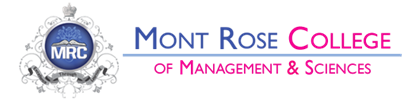 MRC
MONT ROSE COLLEGE
OF MANAGEMENT & SCIENCES